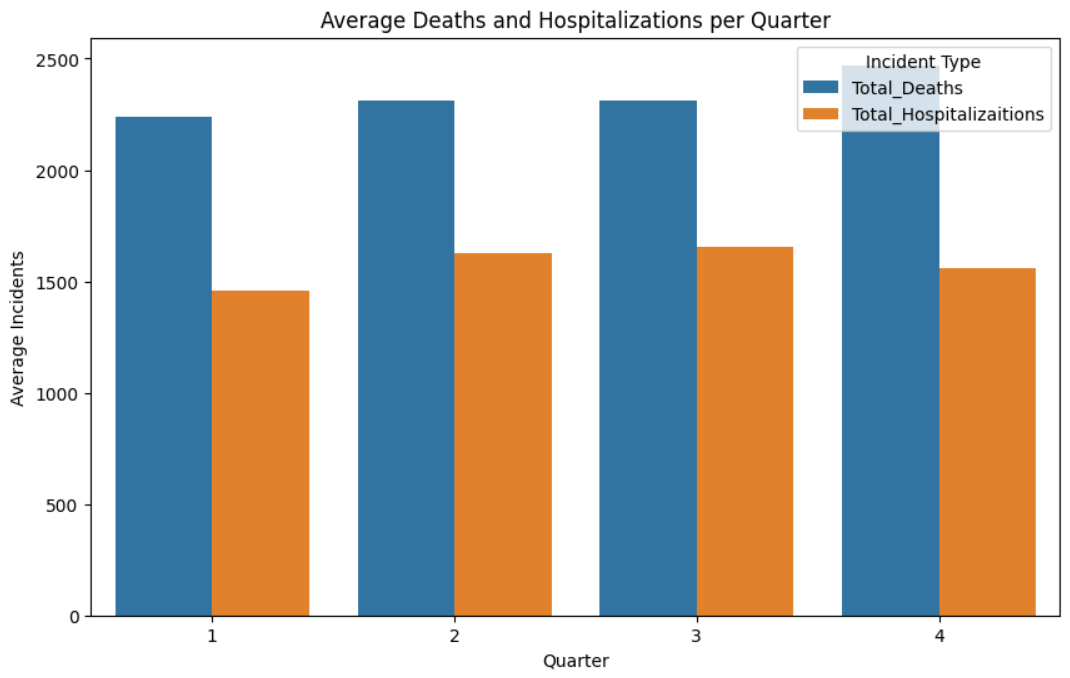 Average Deaths and Hospitalizations per Quarter
Incident Type
Total_Deaths
Total_Hospitalizaitions
2500
2000
1500
1000
500
0
Average Incidents
1 2 3 4
Quarter